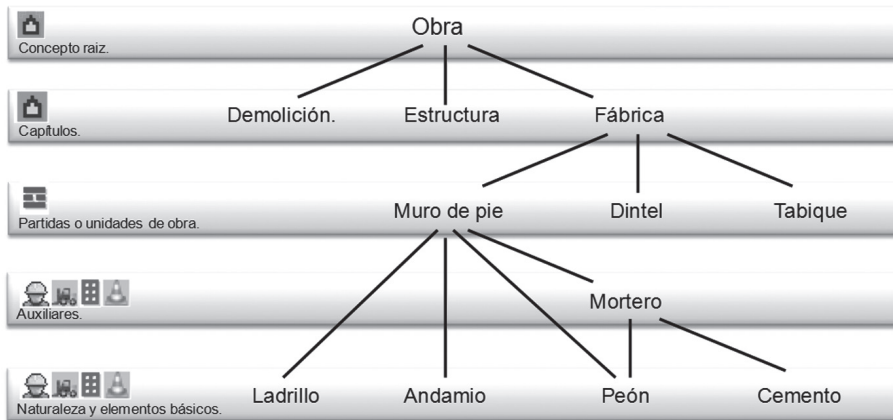 Obra
Concepto raiz.
Demolición. Estructura Fábrica
Capítulos.
Muro de pie Dintel Tabique
Partidas o unidades de obra.
Mortero
Auxiliares.
Ladrillo Andamio Peón Cemento
Naturaleza y elementos básicos.